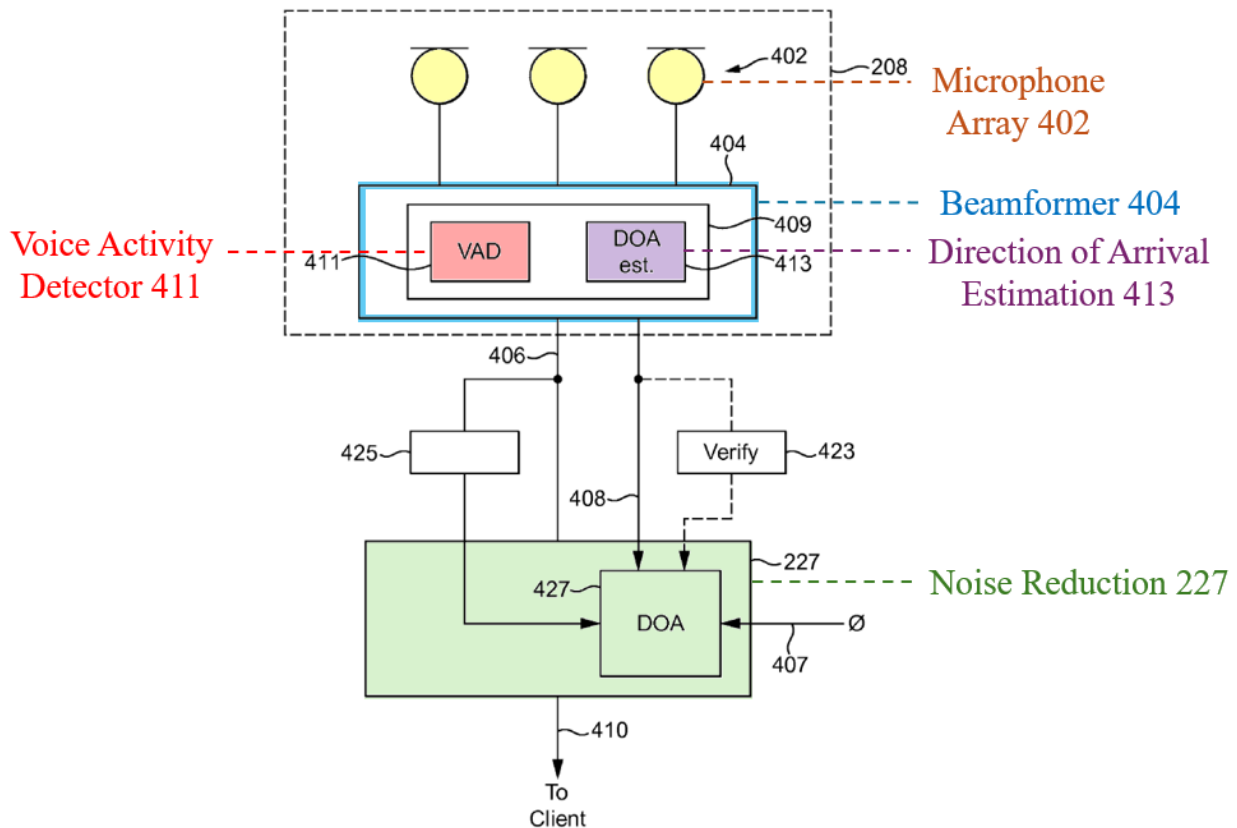 402
208
Microphone
Array 402
404
Beamformer 404
409
Voice Activity
Detector 411
411
VAD
DOA
est.
413
Direction of Arrival
Estimation 413
406
425
Verify
423
408
227
427
DOA
Noise Reduction 227
Ø
407
410
To
Client